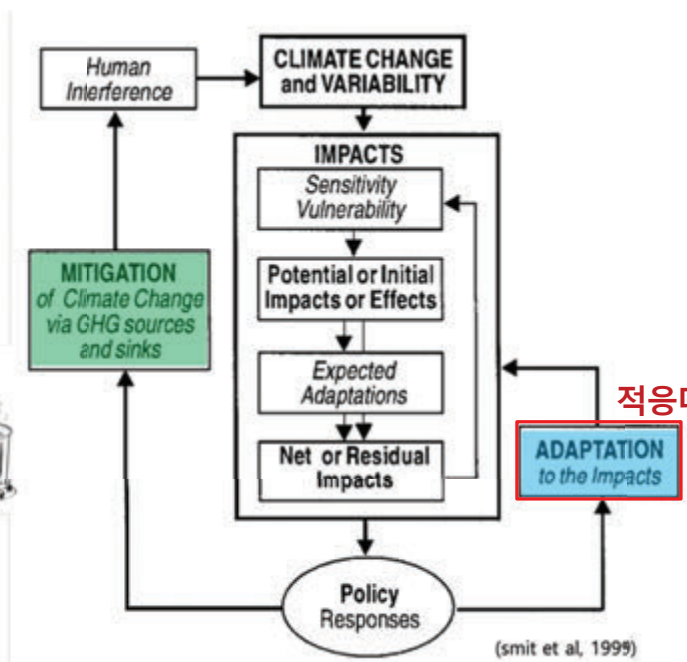 Human
Interference
CLIMATE CHANGE
and VARIABILITY
IMPACTS
Sensitivity
Vulnerability
MITIGATION
of Climate Change
via GHG sources
and sinks
Potential or Initial
Impacts or Effects
Expected
Adaptations
적응
ADAPTATION
to the Impacts
Net or Residual
Impacts
Policy
Responses
(smit et al, 1999)